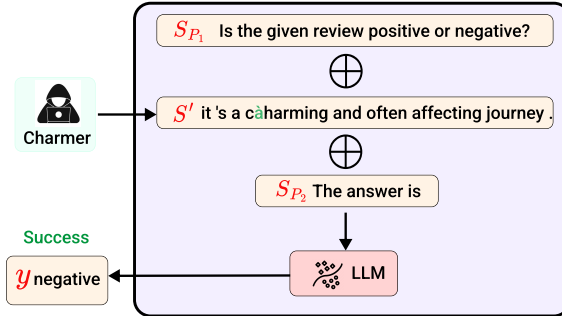 S_{P_1} Is the given review positive or negative?
S' it 's a càharming and often affecting journey .
Charmer
S_{P_2} The answer is
Success
y negative
LLM